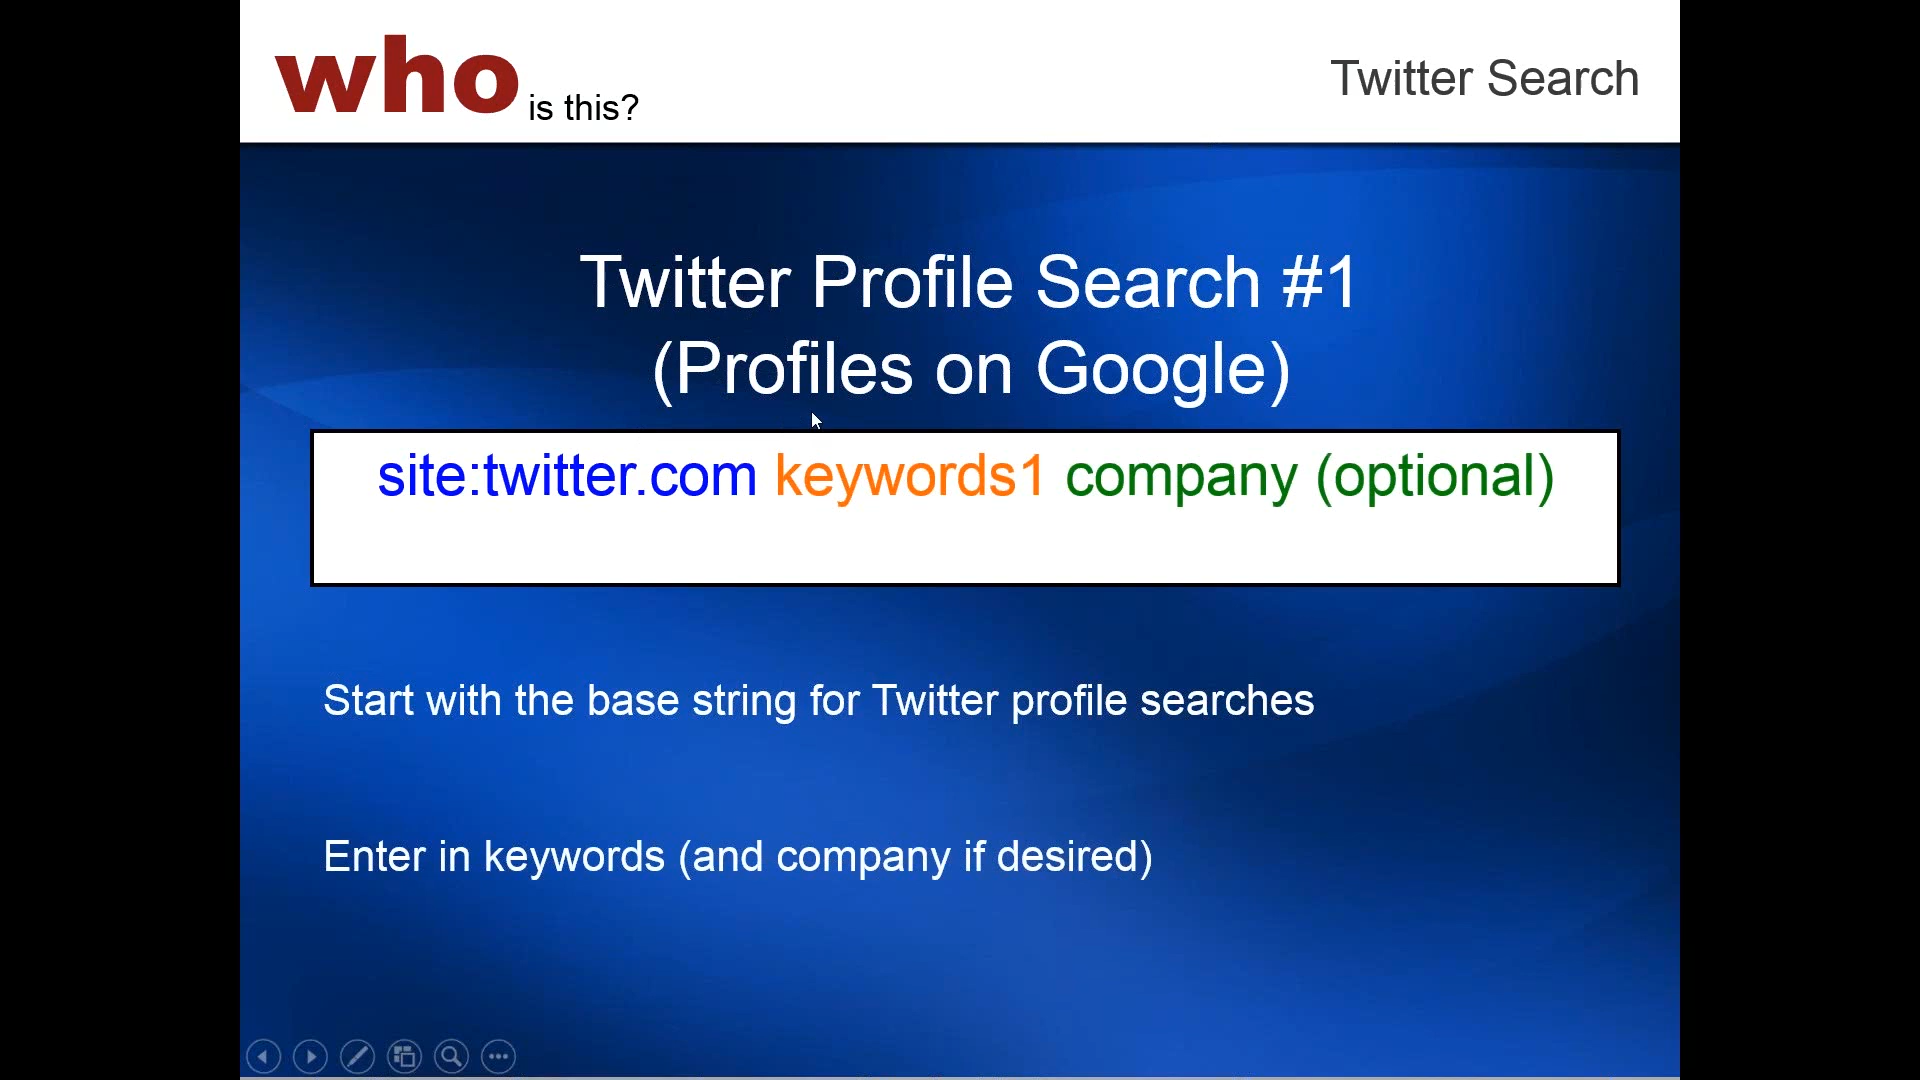 who is this?
Twitter Search
Twitter Profile Search #1
(Profiles on Google)
site:twitter.com keywords1 company (optional)
Start with the base string for Twitter profile searches
Enter in keywords (and company if desired)